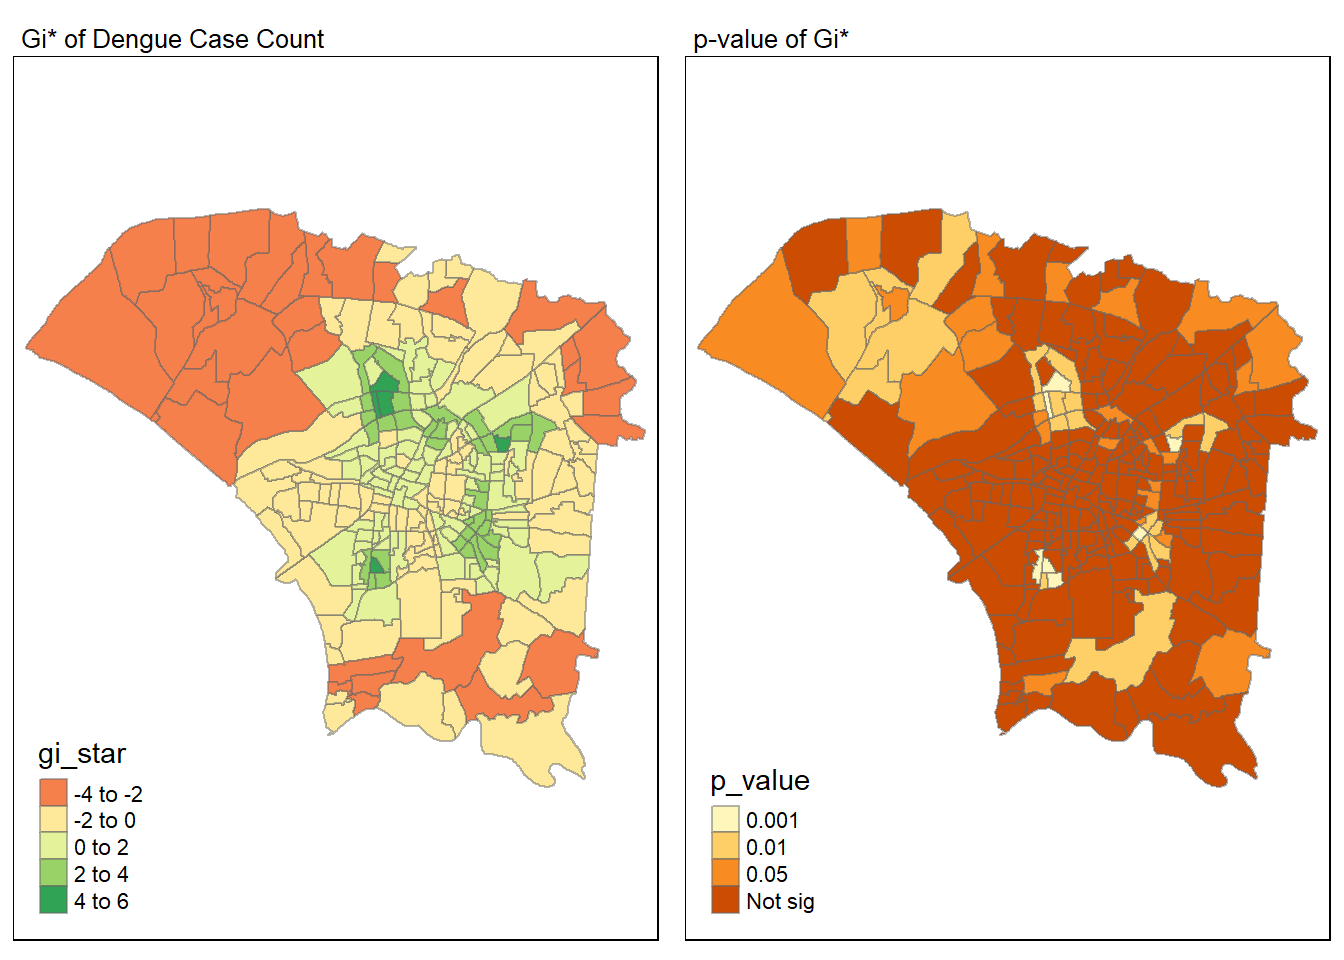 Gi* of Dengue Case Count
p-value of Gi*
gi_star
-4 to -2
-2 to 0
0 to 2
2 to 4
4 to 6
p_value
0.001
0.01
0.05
Not sig